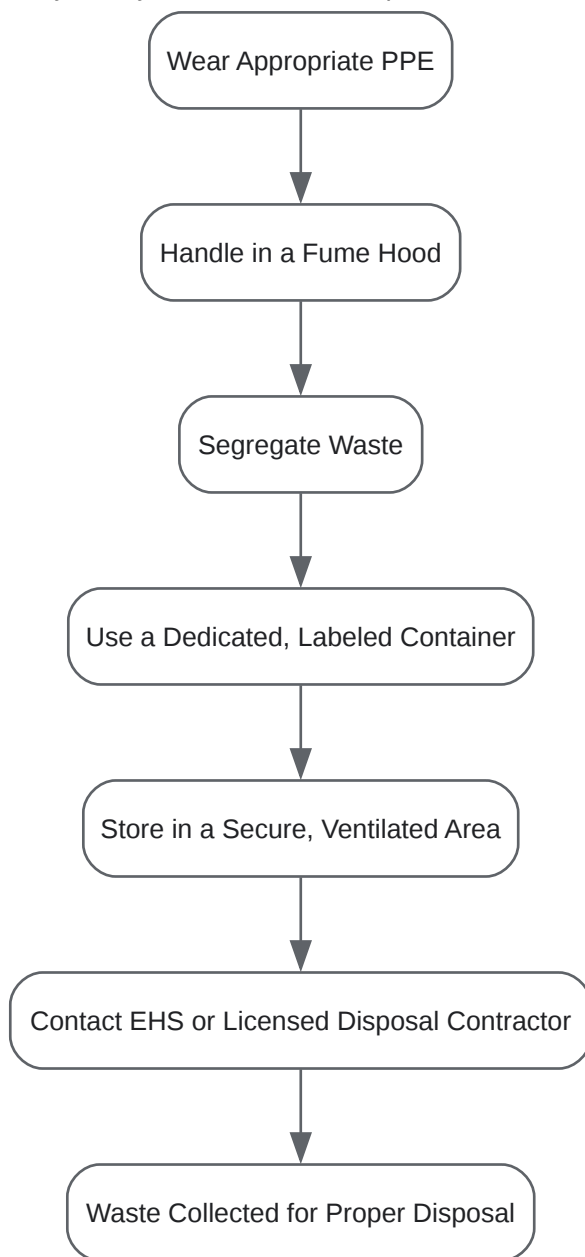 Wear Appropriate PPE
Handle in a Fume Hood
Segregate Waste
Use a Dedicated, Labeled Container
Store in a Secure, Ventilated Area
Contact EHS or Licensed Disposal Contractor
Waste Collected for Proper Disposal